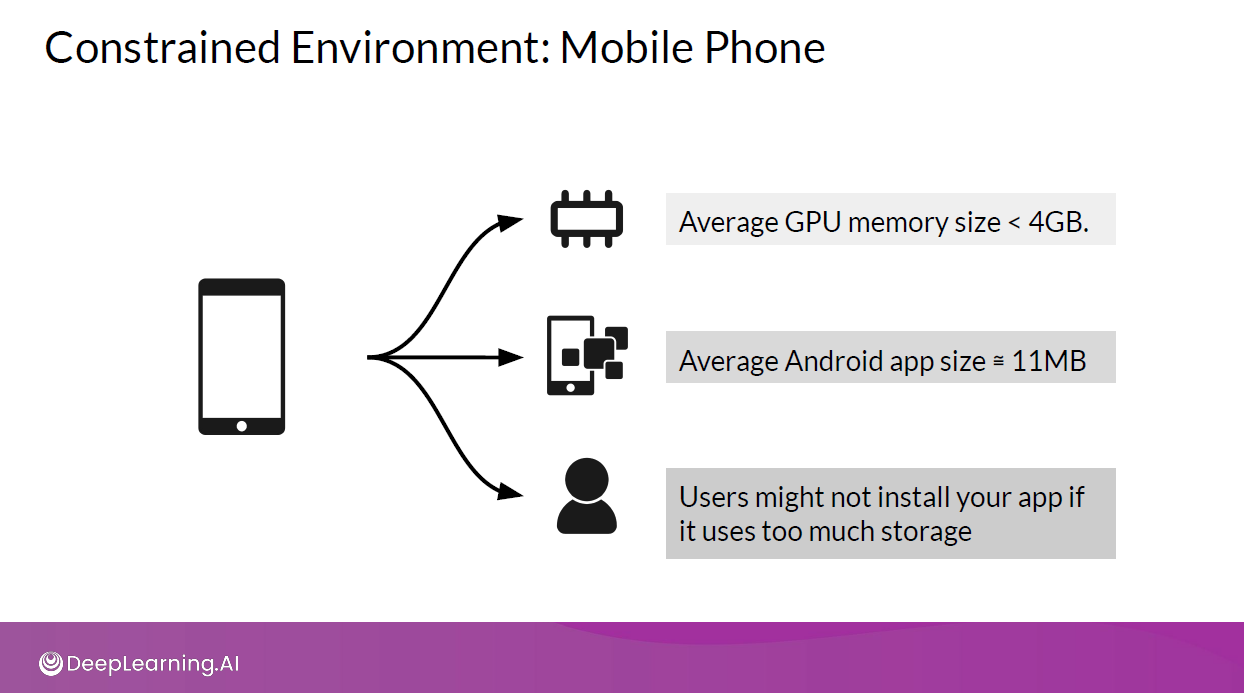 Constrained Environment: Mobile Phone
Average GPU memory size < 4GB.
Average Android app size ≅ 11MB
Users might not install your app if
it uses too much storage
DeepLearning.AI